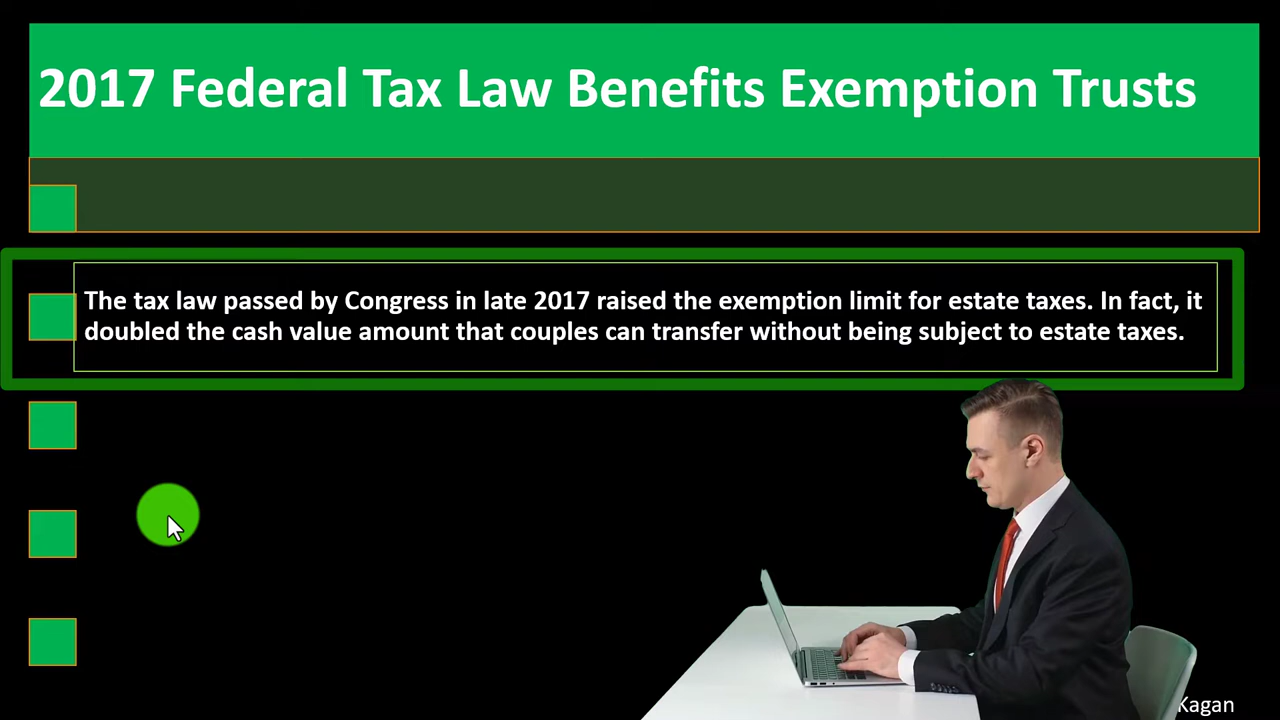 2017 Federal Tax Law Benefits Exemption Trusts
The tax law passed by Congress in late 2017 raised the exemption limit for estate taxes. In fact, it
doubled the cash value amount that couples can transfer without being subject to estate taxes.
Kagan